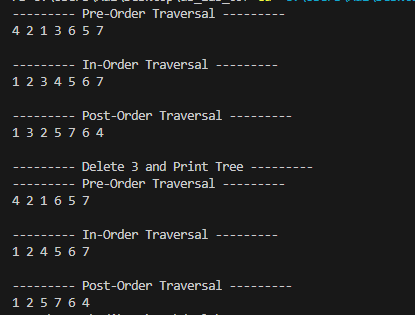 --------- Pre-Order Traversal ---------
4 2 1 3 6 5 7
--------- In-Order Traversal ---------
1 2 3 4 5 6 7
--------- Post-Order Traversal ---------
1 3 2 5 7 6 4
--------- Delete 3 and Print Tree ---------
--------- Pre-Order Traversal ---------
4 2 1 6 5 7
--------- In-Order Traversal ---------
1 2 4 5 6 7
--------- Post-Order Traversal ---------
1 2 5 7 6 4